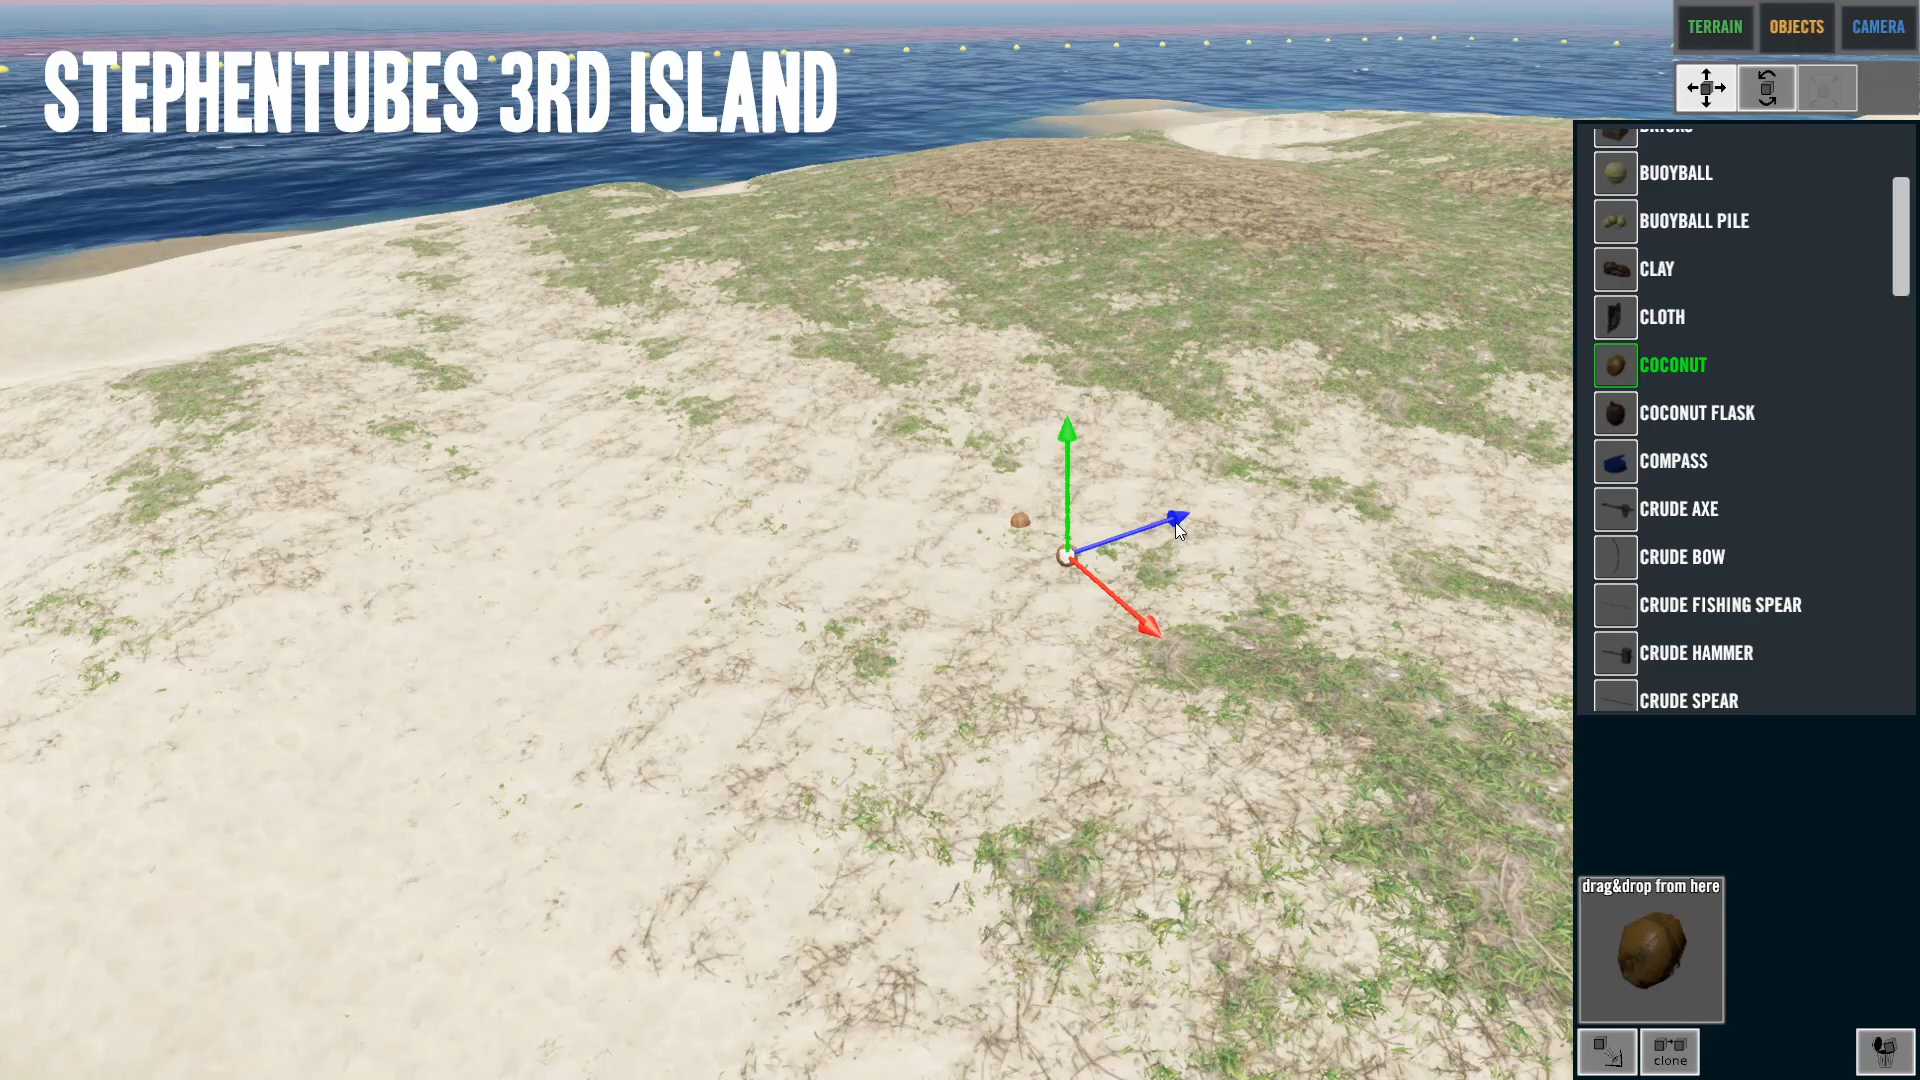 STEPHENTUBES 3RD ISLAND
TERRAIN
OBJECTS
CAMERA
BRICKS
BUOYBALL
BUOYBALL PILE
CLAY
CLOTH
COCONUT
COCONUT FLASK
COMPASS
CRUDE AXE
CRUDE BOW
CRUDE FISHING SPEAR
CRUDE HAMMER
CRUDE SPEAR
drag&drop from here
clone